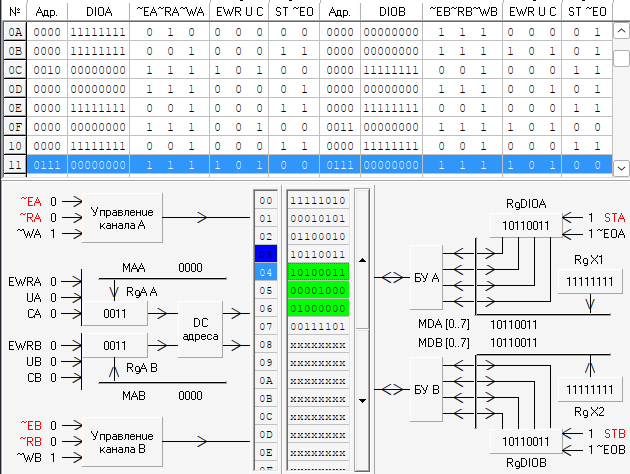 № Адр. DIOA ~EA~RA~WA EWR U C ST ~EO Адр. DIOB ~EB~RB~WB EWR U C ST ~EO
0A 0000 11111111 0 1 0 0 0 0 0 1 0000 00000000 1 1 1 0 0 0 0 1
0B 0000 11111111 0 0 1 0 0 0 1 1 0000 00000000 1 1 1 0 0 0 0 1
0C 0010 00000000 1 1 1 1 0 1 0 0 0000 11111111 1 1 1 0 0 0 0 0
0D 0000 00000000 1 1 1 0 0 1 0 0 0000 00000000 1 1 0 0 0 0 0 1
0E 0000 11111111 0 0 1 0 0 0 1 1 0000 11111111 0 0 1 0 0 0 1 1
0F 0000 00000000 1 1 1 0 0 1 0 0 0011 00000000 1 1 1 1 0 1 0 0
10 0000 11111111 0 0 1 0 0 0 1 1 0000 11111111 0 0 1 0 0 0 1 1
11 0111 00000000 1 1 1 1 0 1 0 0 0111 00000000 1 1 1 1 0 1 0 0
~EA 0
~RA 0
~WA 1
Управление
канала A
MAA 0000
EWRA 0
UA 0
CA 0
RgA A
0011
DC
адреса
EWRB 0
UB 0
CB 0
0011
RgA B
MAB 0000
~EB 0
~RB 0
~WB 1
Управление
канала B
00 11111010
01 00010101
02 01100010
03 10110011
04 10100011
05 00001000
06 01000000
07 00111101
08 xxxxxxxx
09 xxxxxxxx
0A xxxxxxxx
0B xxxxxxxx
0C xxxxxxxx
0D xxxxxxxx
0E xxxxxxxx
RgDIOA
10110011
1 STA
1 ~EOA
БУ A
Rg X1
11111111
MDA [0..7] 10110011
MDB [0..7] 10110011
БУ B
11111111
Rg X2
10110011
RgDIOB
1 STB
1 ~EOB